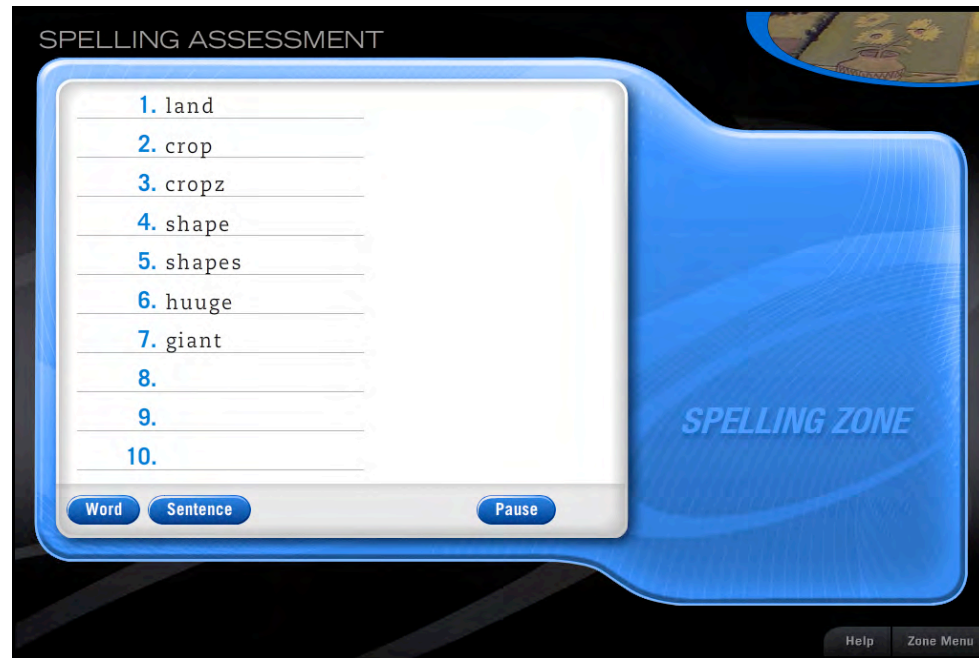 SPELLING ASSESSMENT
1. land
2. crop
3. cropz
4. shape
5. shapes
6. huuge
7. giant
8.
9.
10.
SPELLING ZONE
Word Sentence Pause
Help Zone Menu